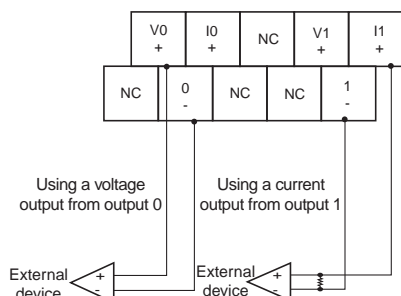 V0 I0 NC V1 I1
+ + + +
NC 0 NC NC 1
- -
Using a voltage
output from output 0
Using a current
output from output 1
External
device
+
-
External
device
+
-